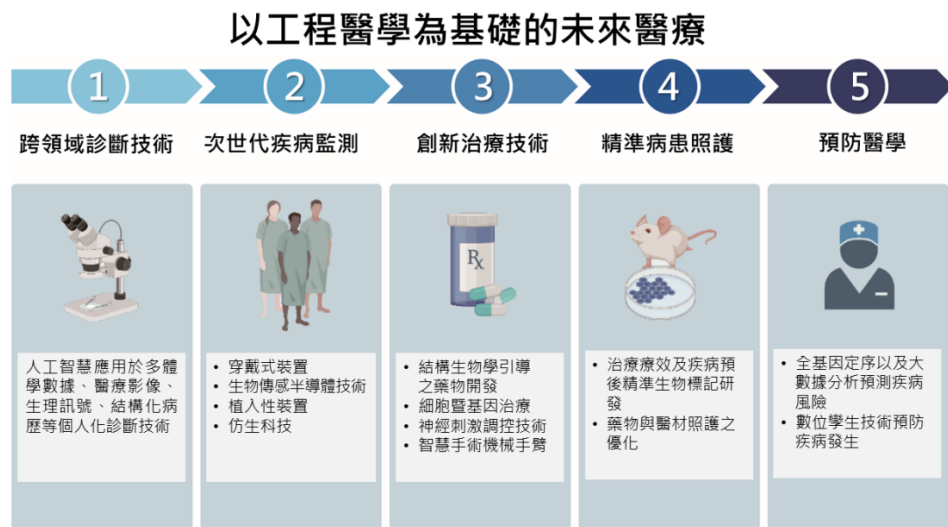 以工程醫學為基礎的未來醫療
1
2
3
4
5
跨領域診斷技術
次世代疾病監測
創新治療技術
精準病患照護
預防醫學
Rx
人工智慧應用於多體
學數據、醫療影像、
生理訊號、結構化病
歷等個人化診斷技術
• 穿戴式裝置
• 生物傳感半導體技術
• 植入性裝置
• 仿生科技
• 結構生物學引導
之藥物開發
• 細胞暨基因治療
• 神經刺激調控技術
• 智慧手術機械手臂
• 治療療效及疾病預
後精準生物標記研
發
• 藥物與醫材照護之
優化
• 全基因定序以及大
數據分析預測疾病
風險
• 數位孿生技術預防
疾病發生